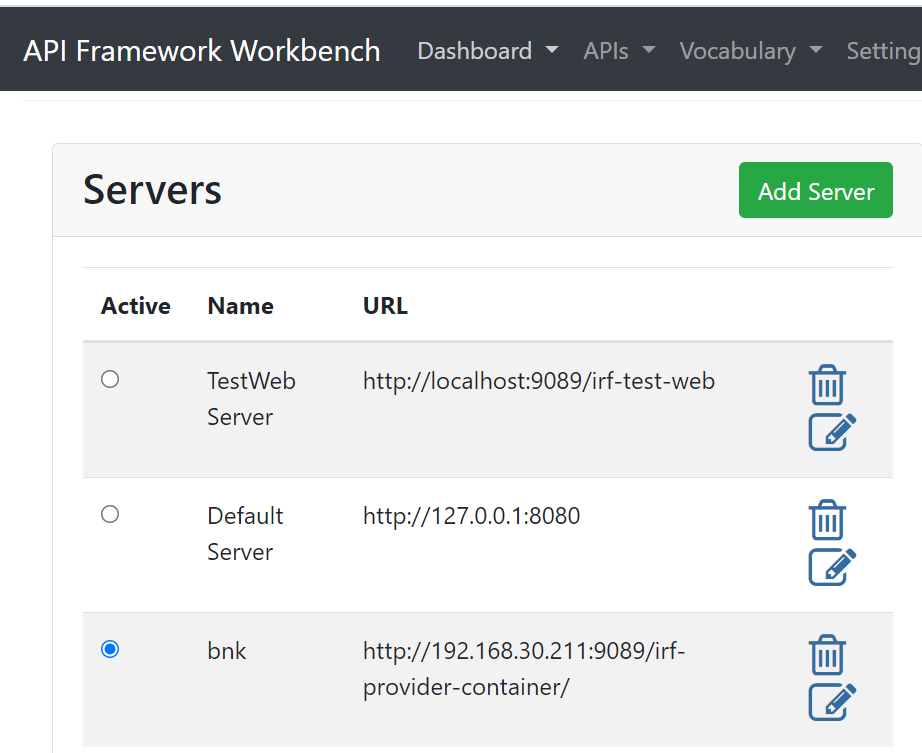 API Framework Workbench Dashboard APIs Vocabulary Setting
Servers
Add Server
Active Name URL
TestWeb http://localhost:9089/irf-test-web
Server
Default http://127.0.0.1:8080
Server
bnk http://192.168.30.211:9089/irf-
provider-container/